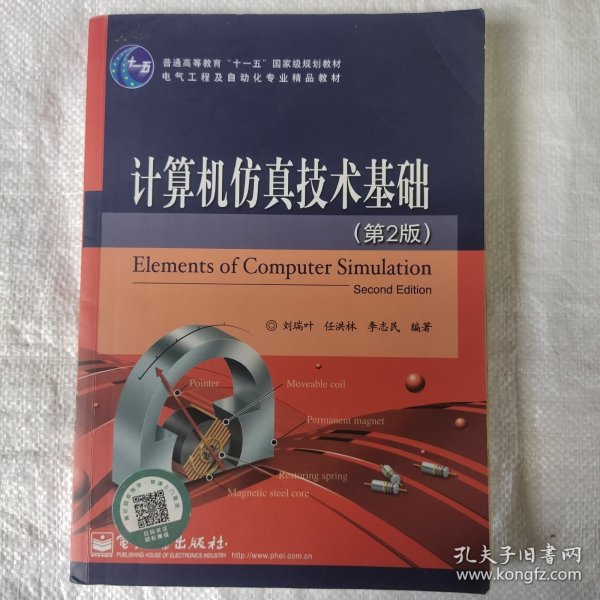 十一五
普通高等教育“十一五”国家级规划教材
电气工程及自动化专业精品教材
计算机仿真技术基础
(第2版)
Elements of Computer Simulation
Second Edition
◎ 刘瑞叶 任洪林 李志民 编著
Pointer
Moveable coil
Permanent magnet
Restoring spring
Magnetic steel core
出版社
PUBLISHING HOUSE OF ELECTRONICS INDUSTRY
http://www.phei.com.cn
孔夫子旧书网
www.kongfz.com